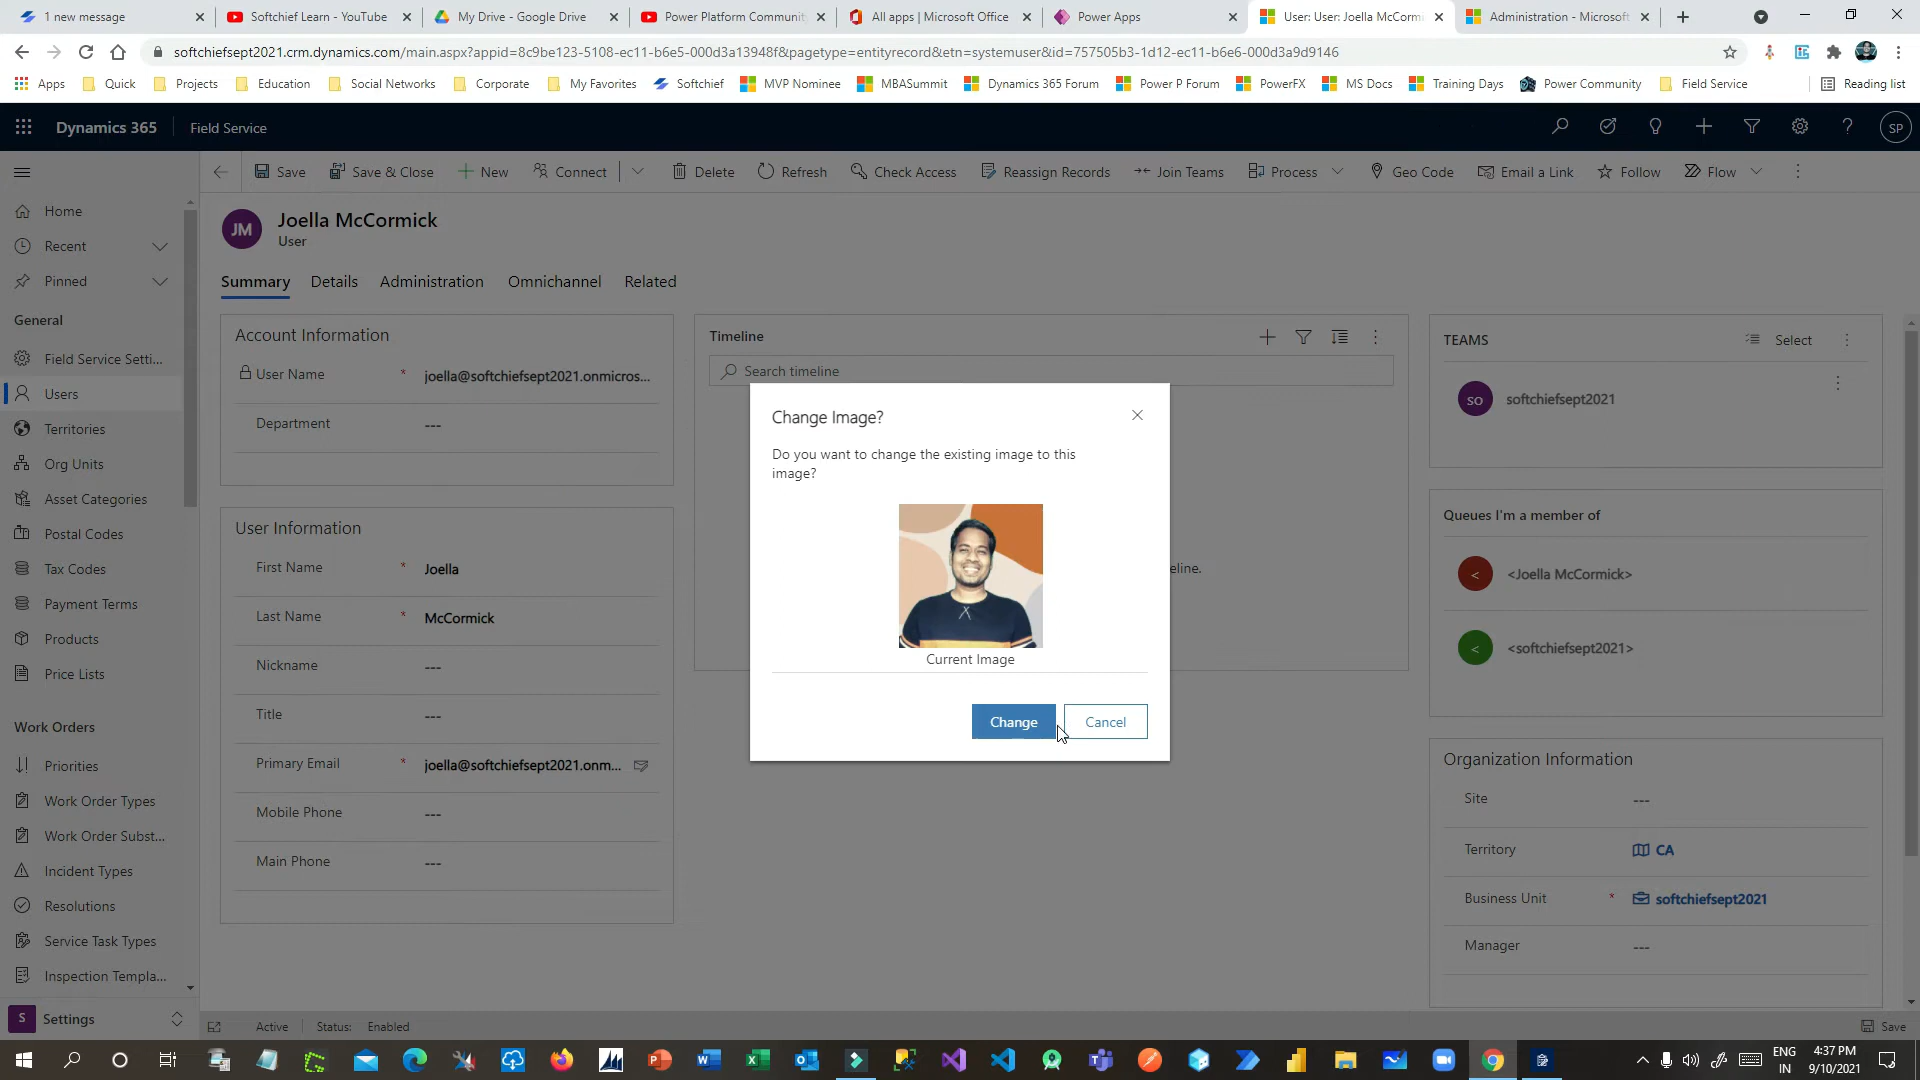 1 new message
Softchief Learn - YouTube
My Drive - Google Drive
Power Platform Communit
All apps | Microsoft Office
Power Apps
User: User: Joella McCormi
Administration - Microsoft
softchiefsept2021.crm.dynamics.com/main.aspx?appid=8c9be123-5108-ec11-b6e5-000d3a13948f&pagetype=entityrecord&etn=systemuser&id=757505b3-1d12-ec11-b6e6-000d3a9d9146
Apps
Quick
Projects
Education
Social Networks
Corporate
My Favorites
Softchief
MVP Nominee
MBASummit
Dynamics 365 Forum
Power P Forum
PowerFX
MS Docs
Training Days
Power Community
Field Service
Reading list
Dynamics 365
Field Service
SP
Save
Save & Close
New
Connect
Delete
Refresh
Check Access
Reassign Records
Join Teams
Process
Geo Code
Email a Link
Follow
Flow
Home
Recent
Pinned
General
Field Service Setti...
Users
Territories
Org Units
Asset Categories
Postal Codes
Tax Codes
Payment Terms
Products
Price Lists
Work Orders
Priorities
Work Order Types
Work Order Subst...
Incident Types
Resolutions
Service Task Types
Inspection Templa...
S
Settings
JM
Joella McCormick
User
Summary
Details
Administration
Omnichannel
Related
Account Information
User Name
*
joella@softchiefsept2021.onmicros...
Department
---
User Information
First Name
*
Joella
Last Name
*
McCormick
Nickname
---
Title
---
Primary Email
*
joella@softchiefsept2021.onm...
Mobile Phone
---
Main Phone
---
Timeline
Search timeline
eline.
Change Image?
Do you want to change the existing image to this
image?
Current Image
Change
Cancel
TEAMS
Select
SO
softchiefsept2021
Queues I'm a member of
<
<Joella McCormick>
<
<softchiefsept2021>
Organization Information
Site
---
Territory
CA
Business Unit
*
softchiefsept2021
Manager
---
Active
Status:
Enabled
Save
ENG
IN
4:37 PM
9/10/2021